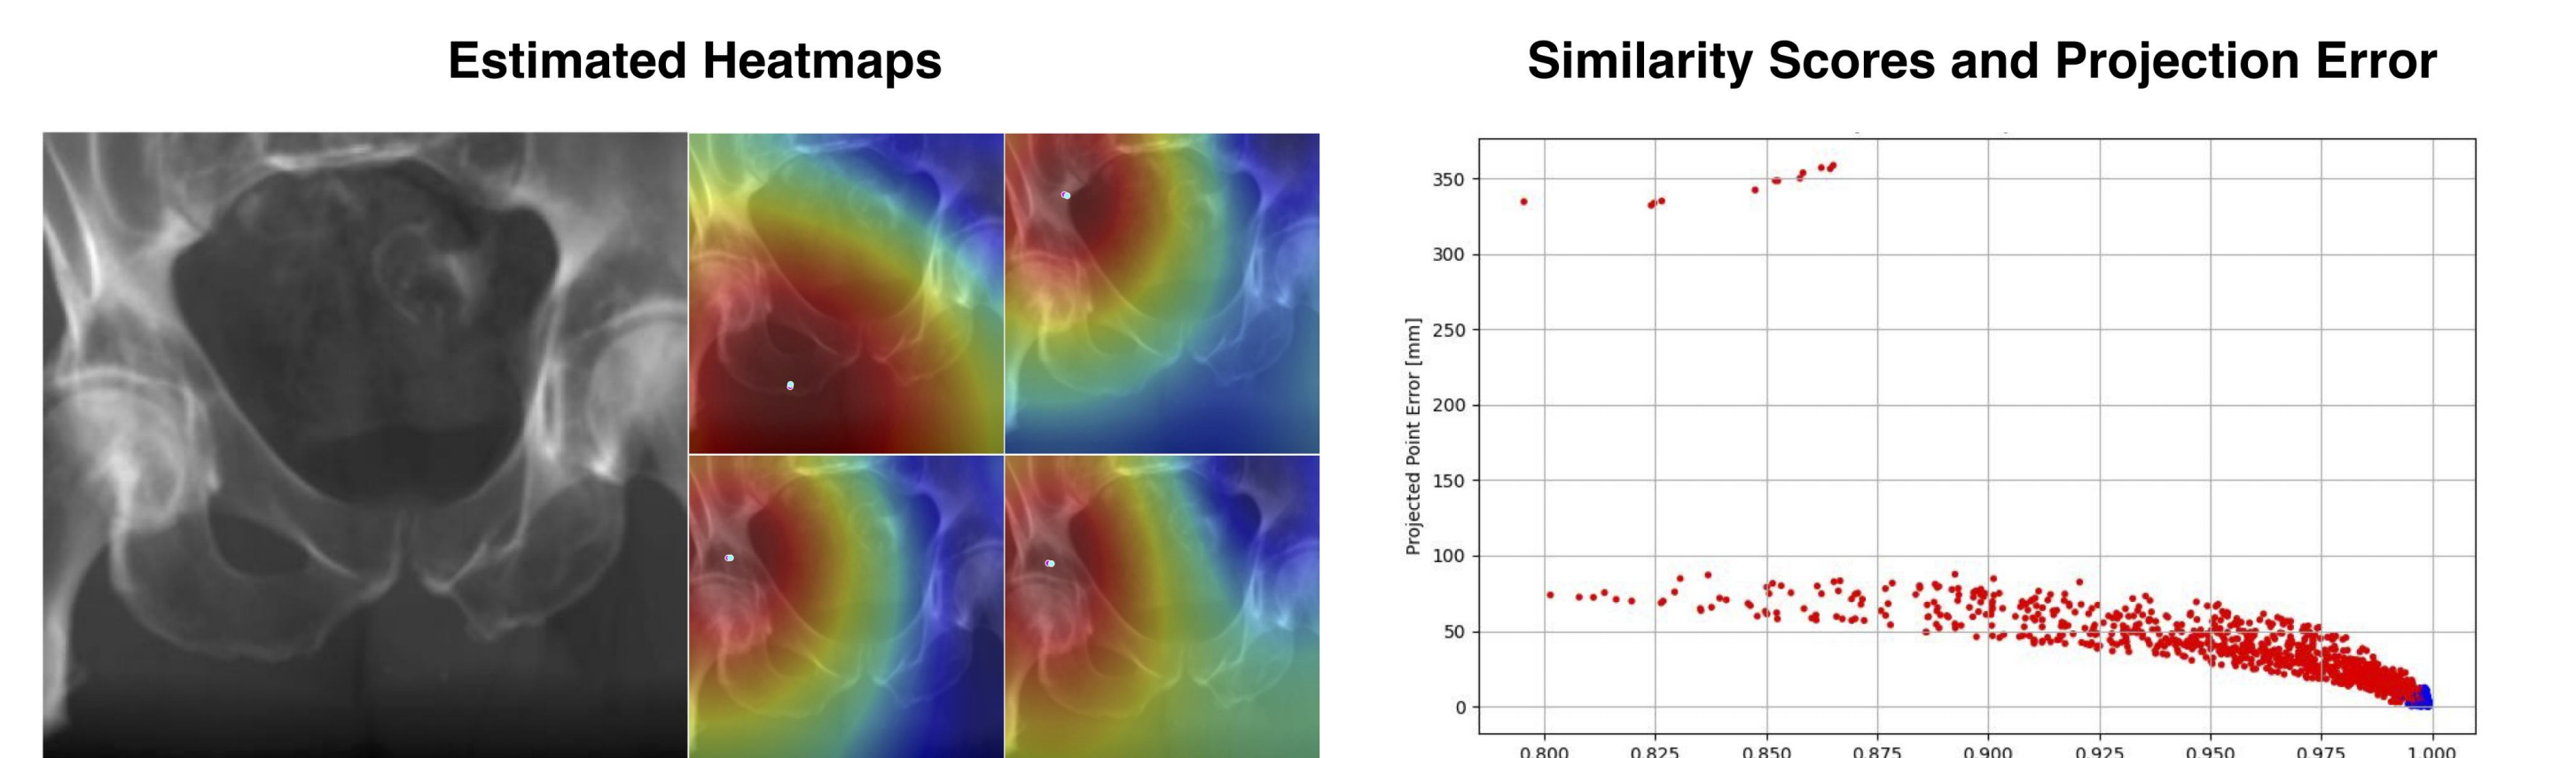 Estimated Heatmaps
Similarity Scores and Projection Error
Projected Point Error [mm]
350
300
250
200
150
100
50
0
0.800 0.825 0.850 0.875 0.900 0.925 0.950 0.975 1.000